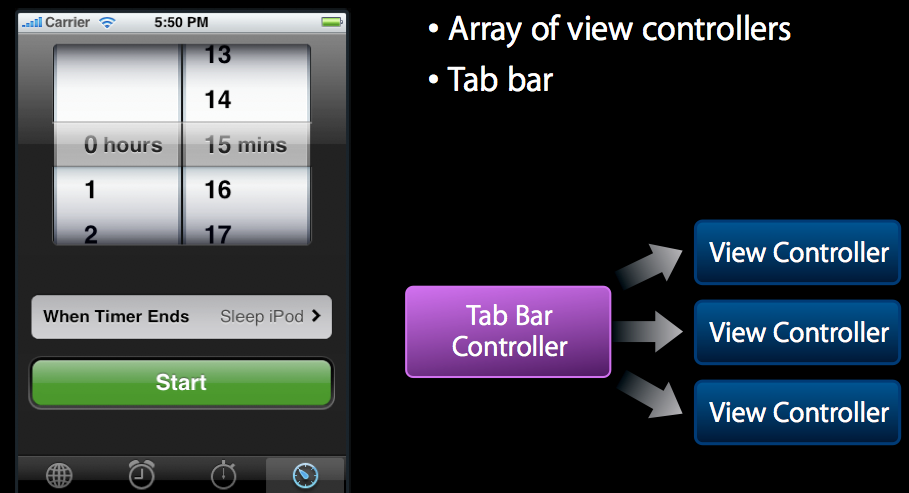 Carrier 5:50 PM
13
14
0 hours 15 mins
1 16
2 17
When Timer Ends Sleep iPod
Start
• Array of view controllers
• Tab bar
Tab Bar
Controller
View Controller
View Controller
View Controller